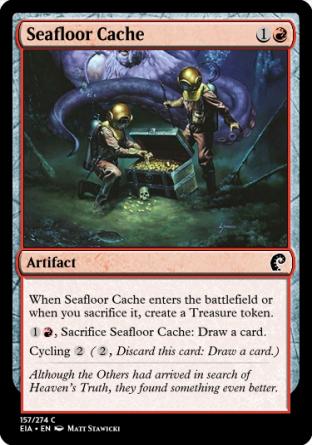 Seafloor Cache 1
Artifact
When Seafloor Cache enters the battlefield or
when you sacrifice it, create a Treasure token.
1, Sacrifice Seafloor Cache: Draw a card.
Cycling 2 (2, Discard this card: Draw a card.)
Although the Others had arrived in search of
Heaven's Truth, they found something even better.
157/274 C
EIA • EN Matt Stawicki